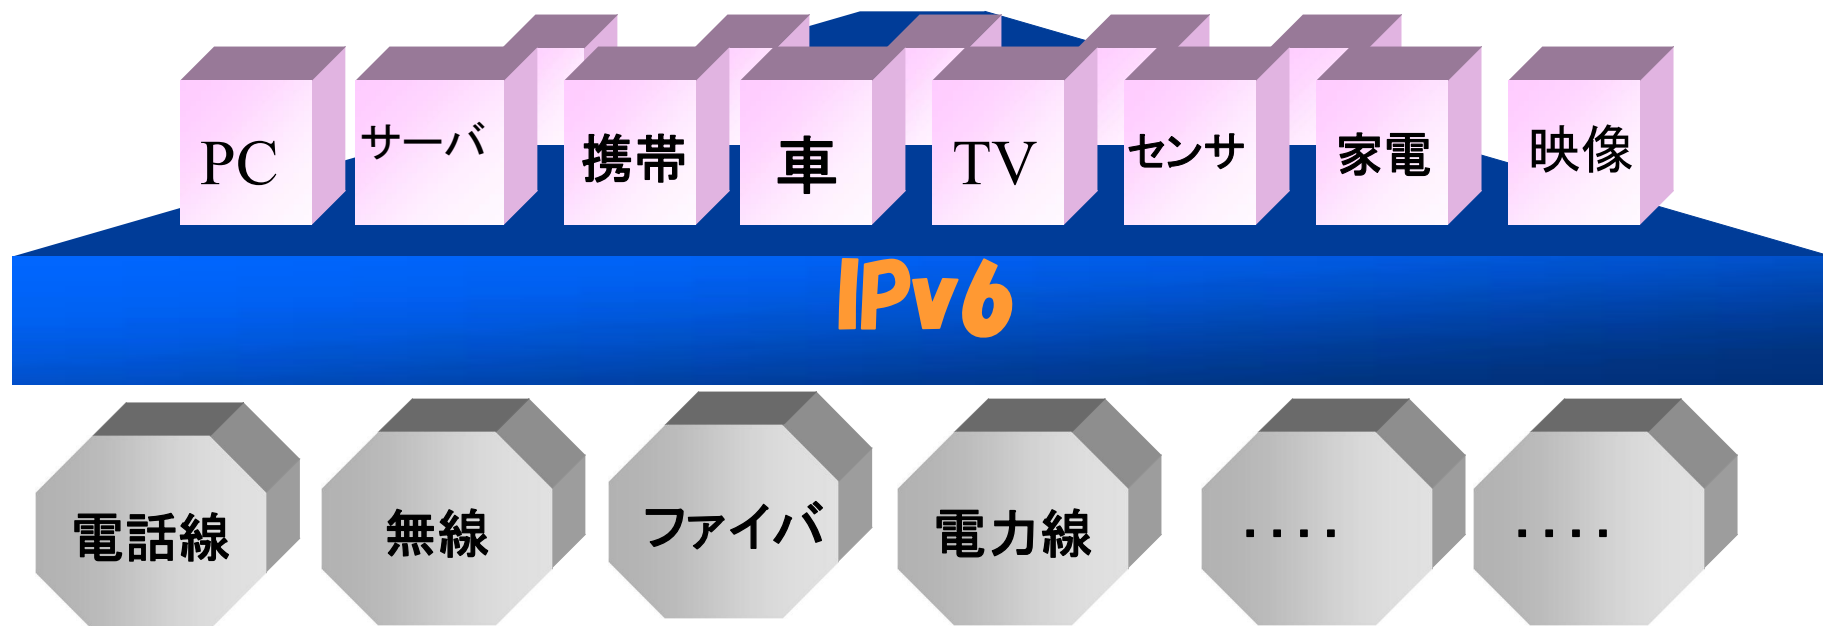 PC
サーバ
携帯
車
TV
センサ
家電
映像
IPv6
電話線
無線
ファイバ
電力線
・・・・
・・・・